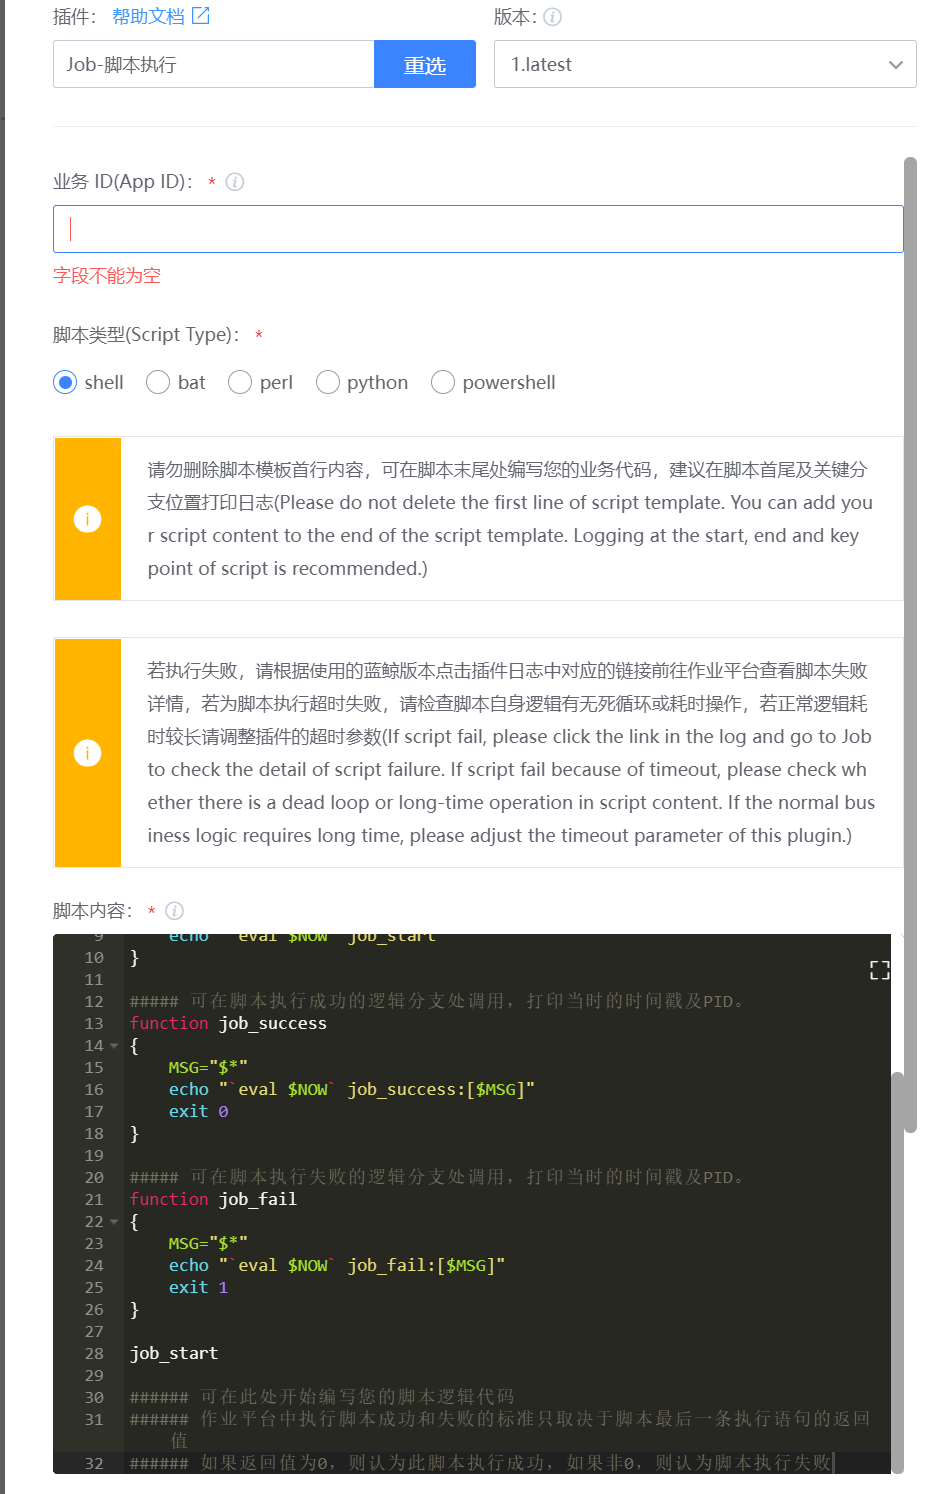 插件： 帮助文档
版本：
Job-脚本执行 重选
1.latest
业务 ID(App ID)： *
字段不能为空
脚本类型(Script Type)： *
shell bat perl python powershell
请勿删除脚本模板首行内容，可在脚本末尾处编写您的业务代码，建议在脚本首尾及关键分
支位置打印日志(Please do not delete the first line of script template. You can add you
r script content to the end of the script template. Logging at the start, end and key
point of script is recommended.)
若执行失败，请根据使用的蓝鲸版本点击插件日志中对应的链接前往作业平台查看脚本失败
详情，若为脚本执行超时失败，请检查脚本自身逻辑有无死循环或耗时操作，若正常逻辑耗
时较长请调整插件的超时参数(If script fail, please click the link in the log and go to Job
to check the detail of script failure. If script fail because of timeout, please check wh
ether there is a dead loop or long-time operation in script content. If the normal bus
iness logic requires long time, please adjust the timeout parameter of this plugin.)
脚本内容： *
9 echo "`eval $NOW` job_start"
10 }
11
12 ##### 可在脚本执行成功的逻辑分支处调用，打印当时的时间戳及PID。
13 function job_success
14 {
15 MSG="$*"
16 echo "`eval $NOW` job_success:[$MSG]"
17 exit 0
18 }
19
20 ##### 可在脚本执行失败的逻辑分支处调用，打印当时的时间戳及PID。
21 function job_fail
22 {
23 MSG="$*"
24 echo "`eval $NOW` job_fail:[$MSG]"
25 exit 1
26 }
27
28 job_start
29
30 ###### 可在此处开始编写您的脚本逻辑代码
31 ###### 作业平台中执行脚本成功和失败的标准只取决于脚本最后一条执行语句的返回
值
32 ###### 如果返回值为0，则认为此脚本执行成功，如果非0，则认为脚本执行失败